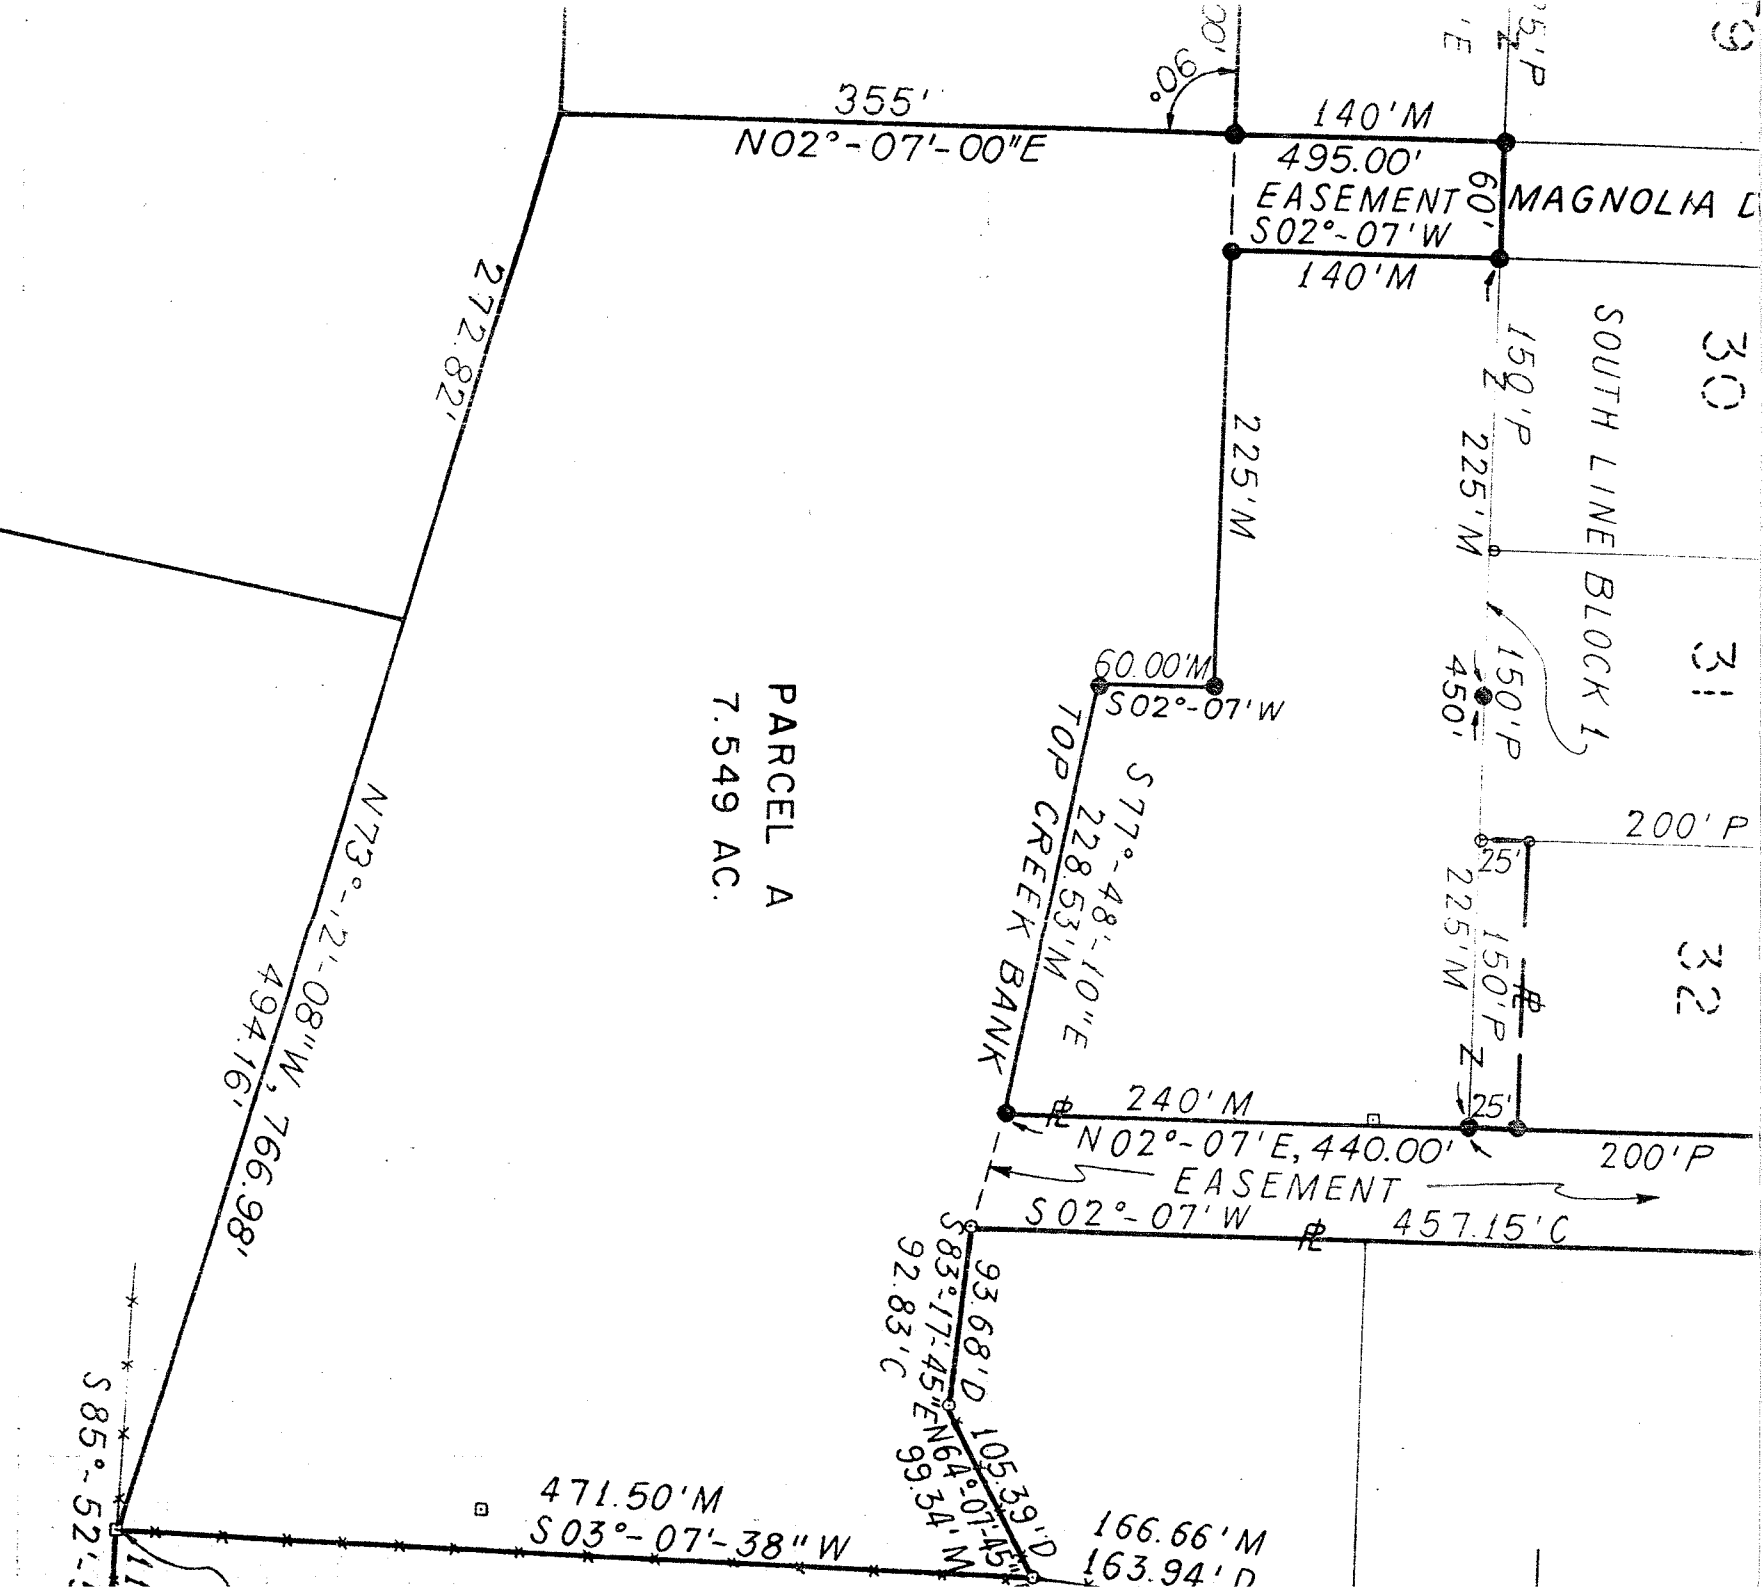 355'
N02°-07'-00"E
90°
00'
140'M
495.00'
EASEMENT
S02°-07'W
140'M
60'
MAGNOLIA
'E
'P
SOUTH LINE BLOCK 1
30
31
32
150'P
225'M
150'P
450'
200'P
25'
225'M
150'P
25'
200'P
225'M
60.00'M
S02°-07'W
TOP CREEK BANK
S77°-48'-10"E
228.53'M
240'M
N02°-07'E, 440.00'
EASEMENT
S02°-07'W
457.15'C
272.82'
PARCEL A
7.549 AC.
766.98'
494.16'
93.68'D
S83°-17'-45"E
92.83'C
105.39'D
N64°-07'-45"
99.34'M
166.66'M
163.94'D
471.50'M
S03°-07'-38"W
S85°-52'-